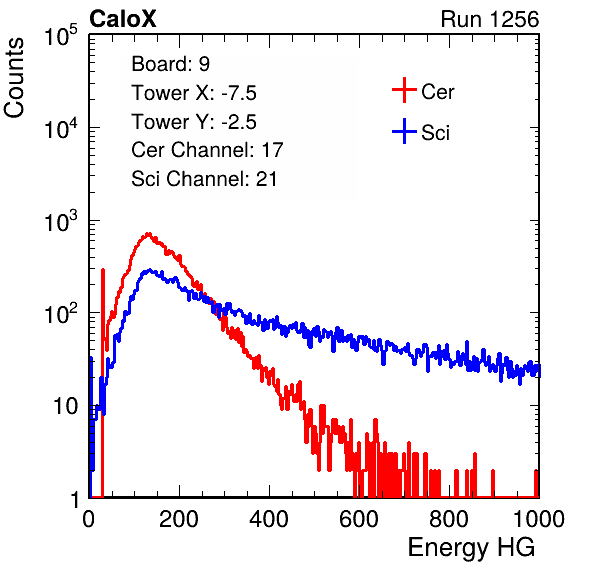 CaloX Run 1256
Counts
10^5
10^4
10^3
10^2
10
1
Board: 9
Tower X: -7.5
Tower Y: -2.5
Cer Channel: 17
Sci Channel: 21
Cer
Sci
0 200 400 600 800 1000
Energy HG